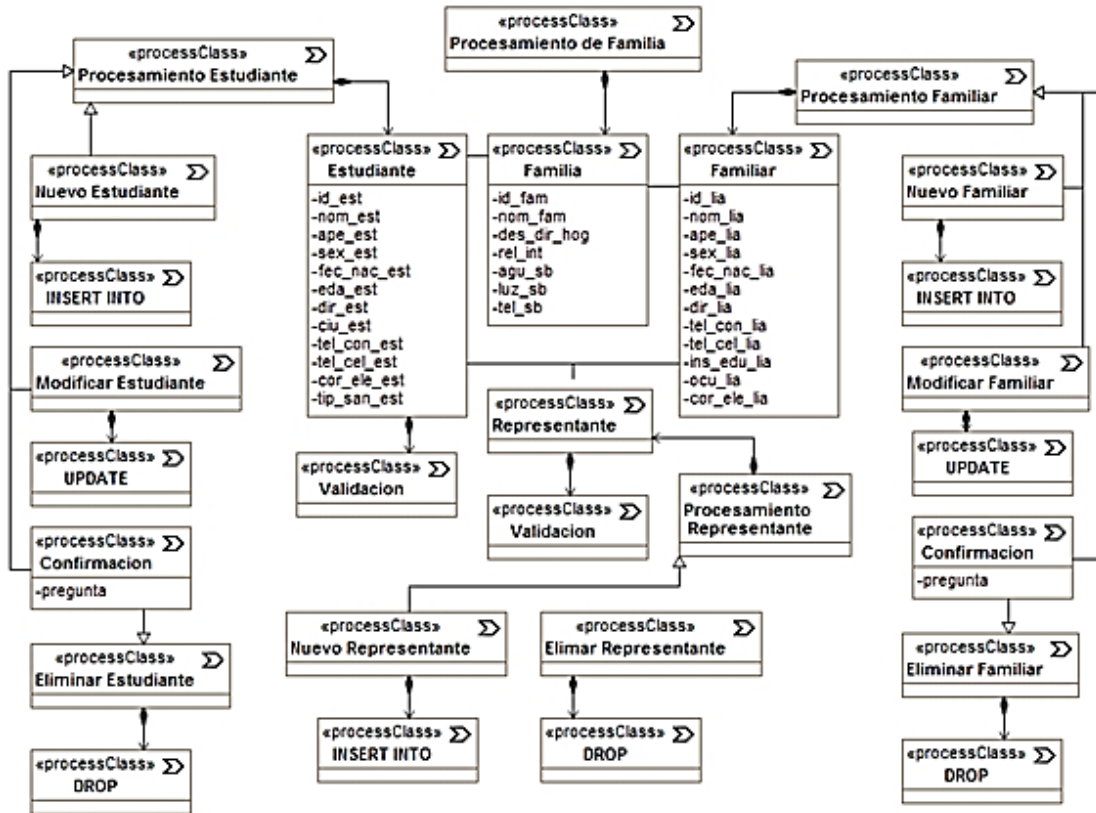 «processClass»
Procesamiento Estudiante
«processClass»
Procesamiento de Familia
«processClass»
Procesamiento Familiar
«processClass»
Nuevo Estudiante
«processClass»
INSERT INTO
«processClass»
Modificar Estudiante
«processClass»
UPDATE
«processClass»
Confirmacion
-pregunta
«processClass»
Eliminar Estudiante
«processClass»
DROP
«processClass»
Estudiante
-id_est
-nom_est
-ape_est
-sex_est
-fec_nac_est
-eda_est
-dir_est
-ciu_est
-tel_con_est
-tel_cel_est
-cor_ele_est
-tip_san_est
«processClass»
Familia
-id_fam
-nom_fam
-des_dir_hog
-rel_int
-agu_sb
-luz_sb
-tel_sb
«processClass»
Familiar
-id_lia
-nom_lia
-ape_lia
-sex_lia
-fec_nac_lia
-eda_lia
-dir_lia
-tel_con_lia
-tel_cel_lia
-ins_edu_lia
-ocu_lia
-cor_ele_lia
«processClass»
Validacion
«processClass»
Representante
«processClass»
Validacion
«processClass»
Procesamiento
Representante
«processClass»
Nuevo Representante
«processClass»
INSERT INTO
«processClass»
Elimar Representante
«processClass»
DROP
«processClass»
Nuevo Familiar
«processClass»
INSERT INTO
«processClass»
Modificar Familiar
«processClass»
UPDATE
«processClass»
Confirmacion
-pregunta
«processClass»
Eliminar Familiar
«processClass»
DROP